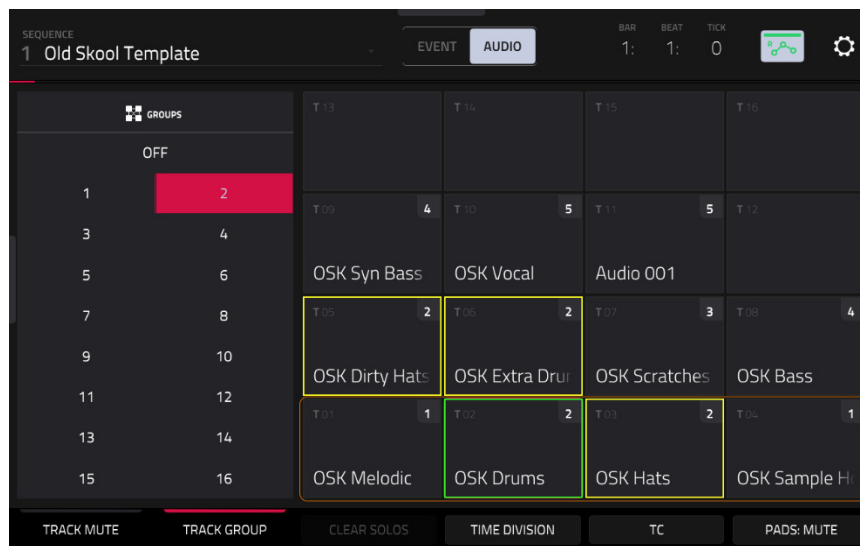 SEQUENCE
1 Old Skool Template
EVENT AUDIO
BAR BEAT TICK
1: 1: 0
GROUPS
OFF
1 2
3 4
5 6
7 8
9 10
11 12
13 14
15 16
T 13 T 14 T 15 T 16
T 09 4 T 10 5 T 11 5 T 12
OSK Syn Bass OSK Vocal Audio 001
T 05 2 T 06 2 T 07 3 T 08 4
OSK Dirty Hats OSK Extra Dru OSK Scratches OSK Bass
T 01 1 T 02 2 T 03 2 T 04 1
OSK Melodic OSK Drums OSK Hats OSK Sample H
TRACK MUTE TRACK GROUP CLEAR SOLOS TIME DIVISION TC PADS: MUTE